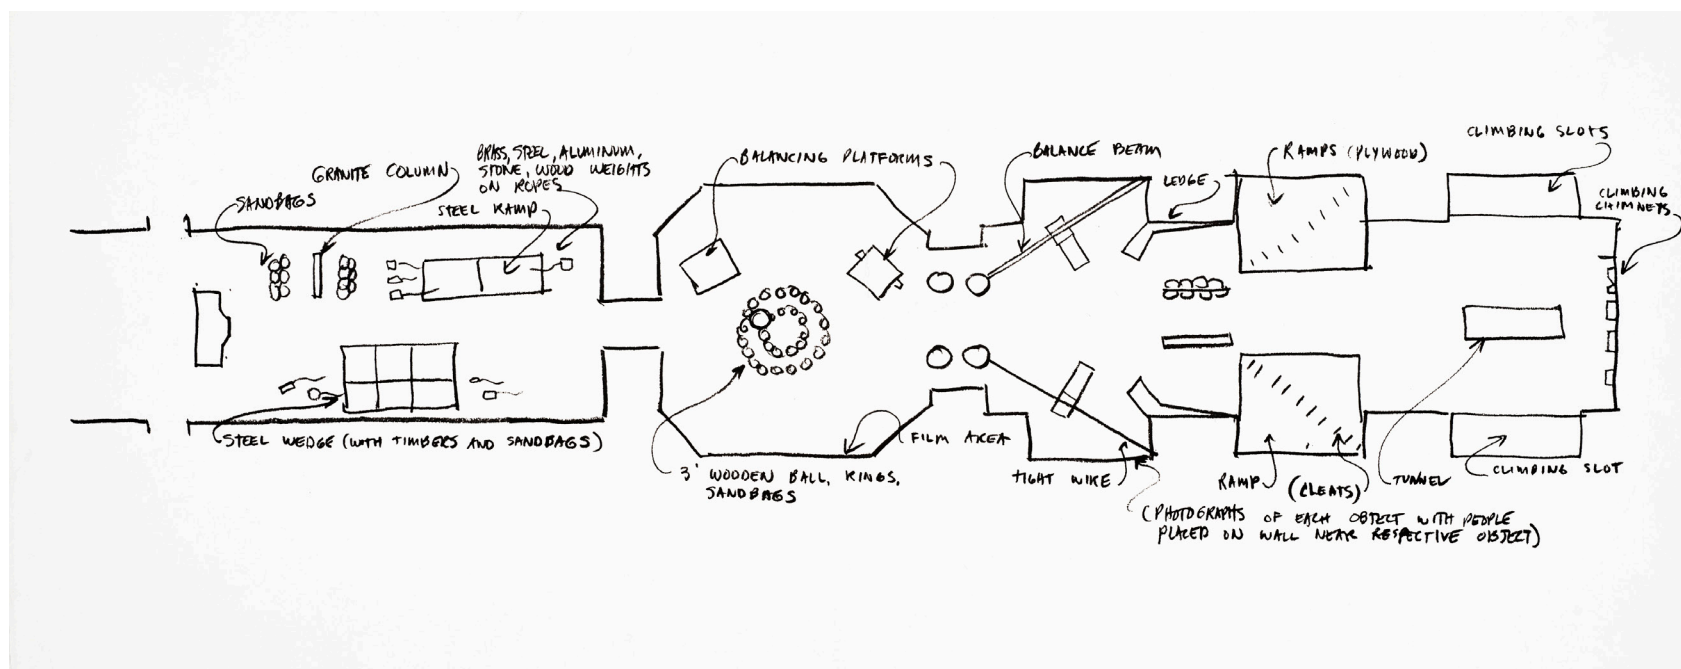 SANDBAGS
GRANITE COLUMN
BRASS, STEEL, ALUMINUM,
STONE, WOOD WEIGHTS
ON ROPES
STEEL RAMP
BALANCING PLATFORMS
BALANCE BEAM
LEDGE
RAMPS (PLYWOOD)
CLIMBING SLOTS
CLIMBING
CHIMNEYS
STEEL WEDGE (WITH TIMBERS AND SANDBAGS)
3' WOODEN BALL, RINGS,
SANDBAGS
FILM AREA
TIGHT WIRE
RAMP
(CLEATS)
TUNNEL
CLIMBING SLOT
(PHOTOGRAPHS OF EACH OBJECT WITH PEOPLE
PLACED ON WALL NEAR RESPECTIVE OBJECT)